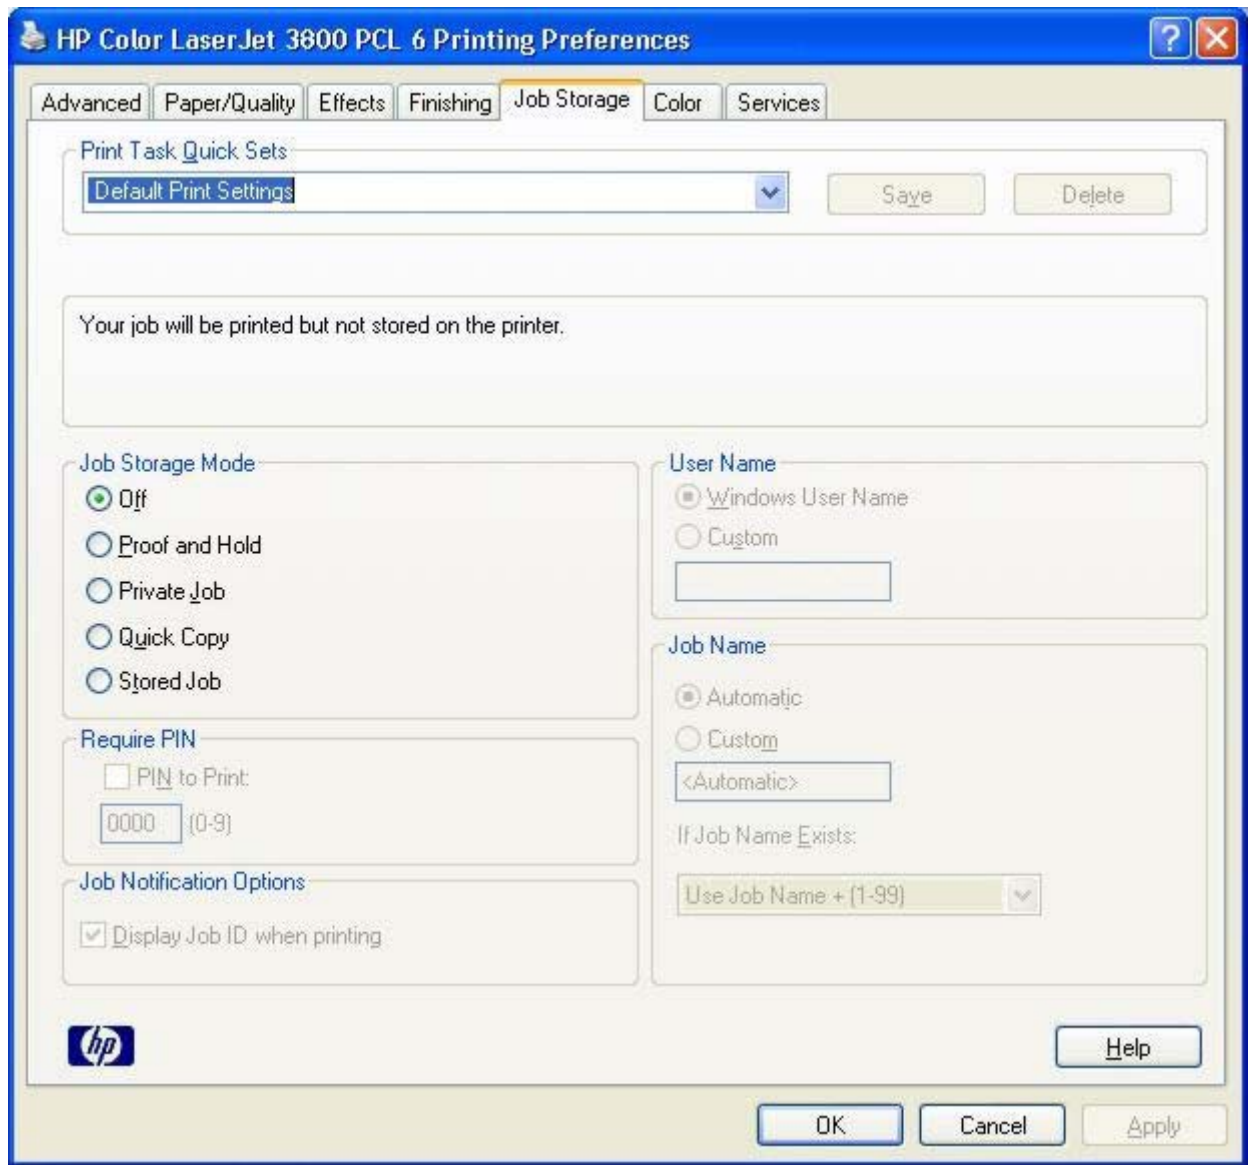 HP Color LaserJet 3800 PCL 6 Printing Preferences
?
Advanced Paper/Quality Effects Finishing Job Storage Color Services
Print Task Quick Sets
Default Print Settings Save Delete
Your job will be printed but not stored on the printer.
Job Storage Mode
Off
Proof and Hold
Private Job
Quick Copy
Stored Job
User Name
Windows User Name
Custom
Job Name
Automatic
Custom
<Automatic>
If Job Name Exists:
Use Job Name + (1-99)
Require PIN
PIN to Print:
0000 (0-9)
Job Notification Options
Display Job ID when printing
hp
Help
OK Cancel Apply